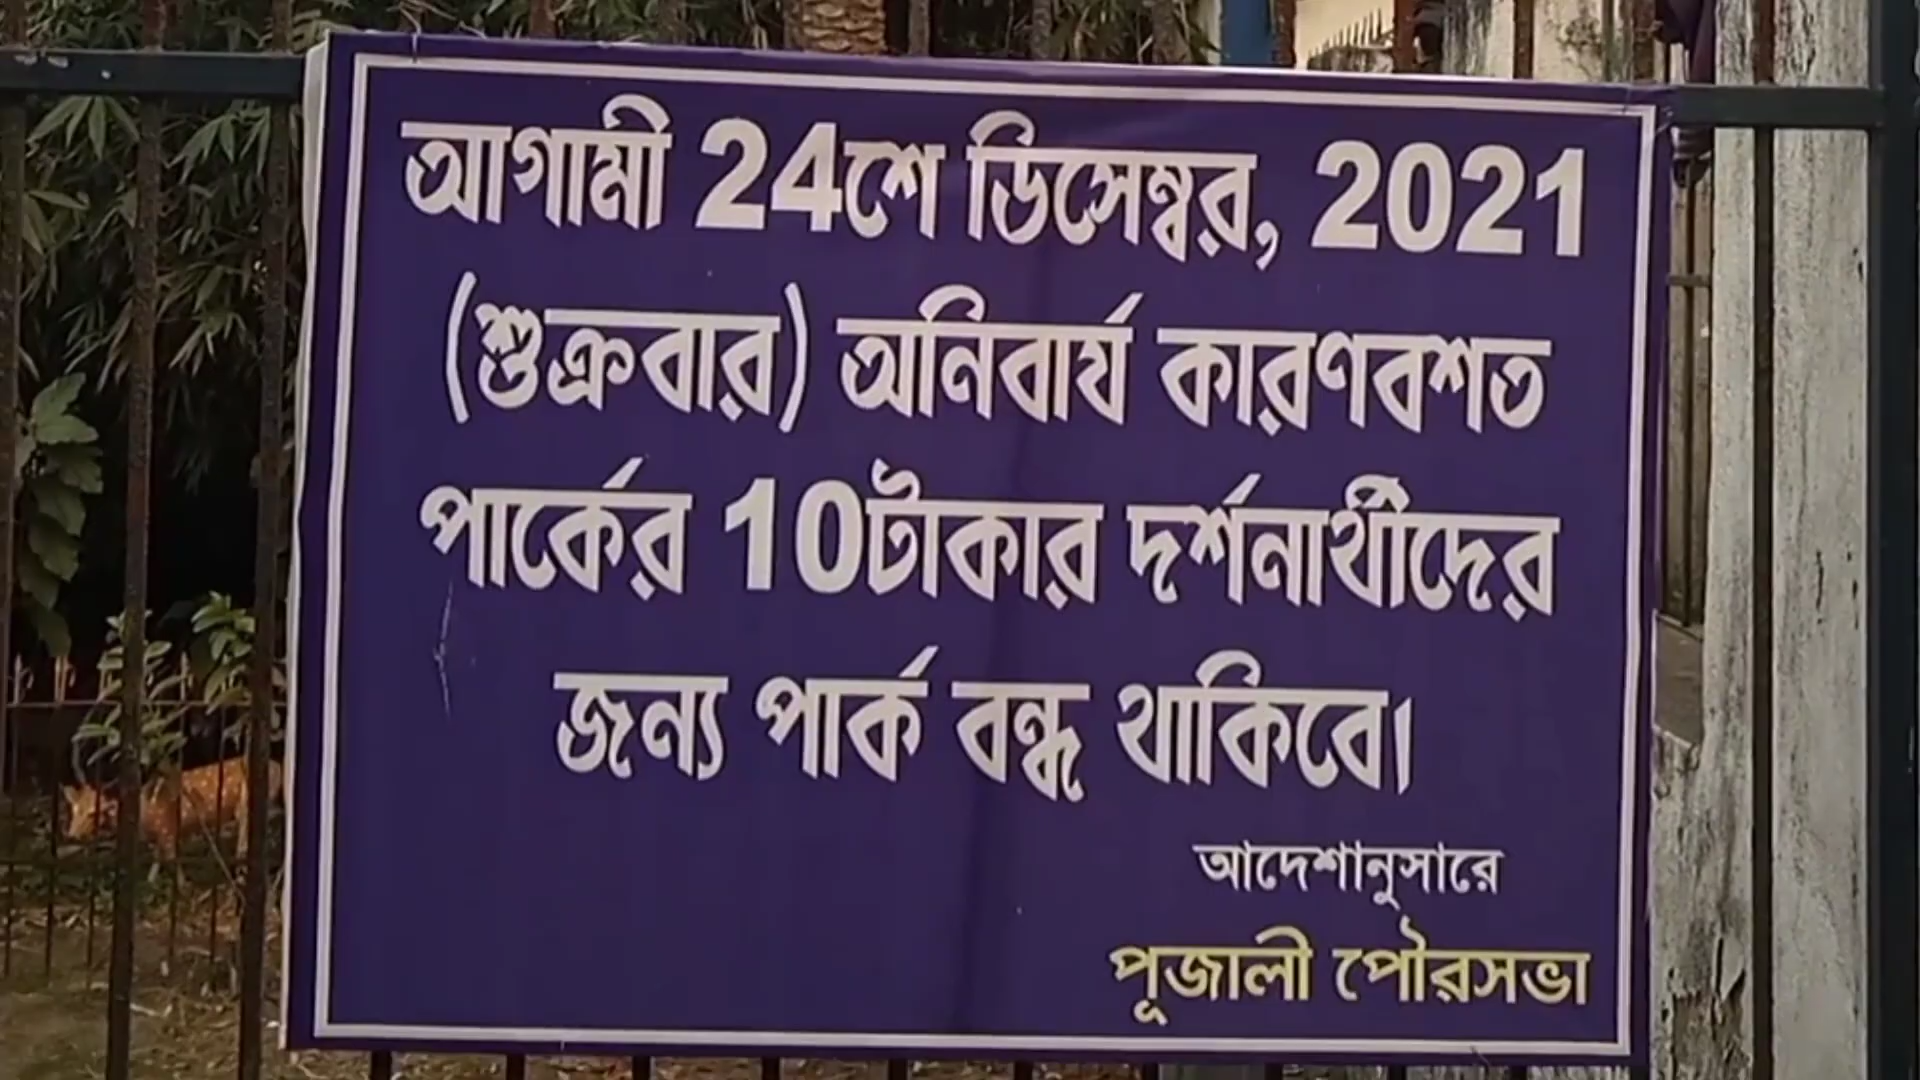 আগামী 24শে ডিসেম্বর, 2021
(শুক্রবার) অনিবার্য কারণবশত
পার্কের 10টাকার দর্শনার্থীদের
জন্য পার্ক বন্ধ থাকিবে।
আদেশানুসারে
পূজালী পৌরসভা